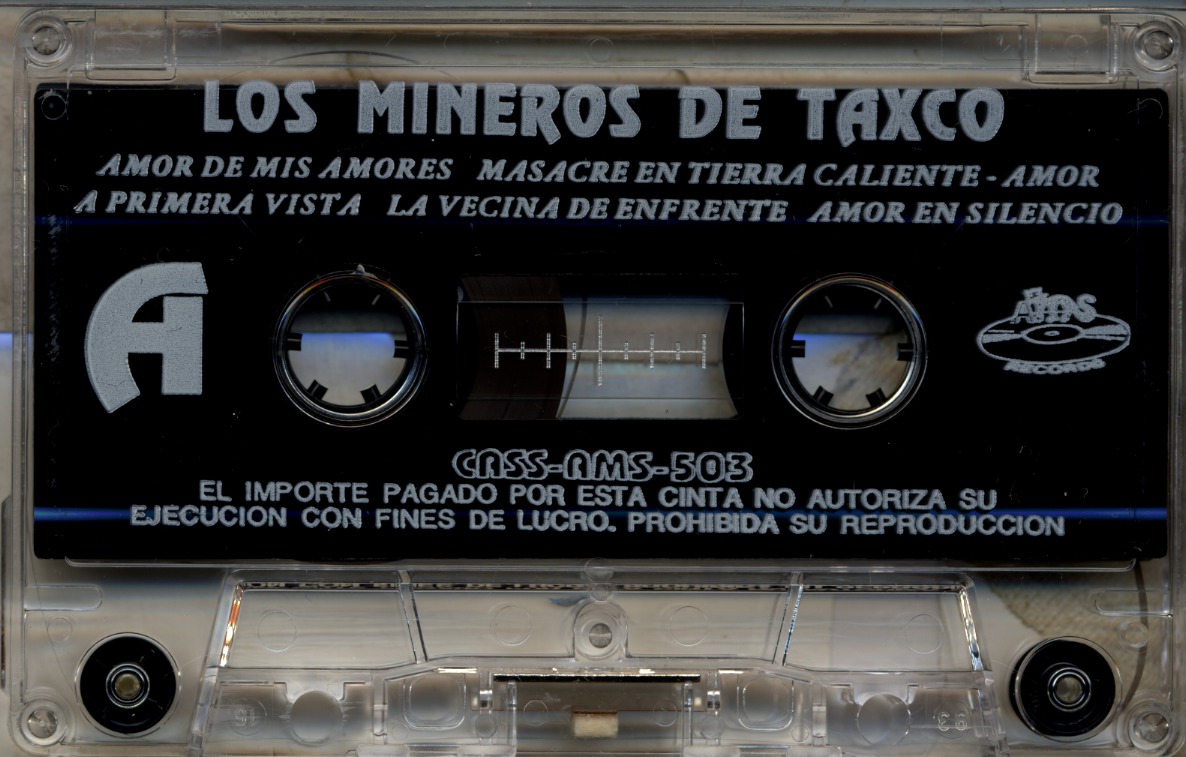 LOS MINEROS DE TAXCO
AMOR DE MIS AMORES MASACRE EN TIERRA CALIENTE - AMOR
A PRIMERA VISTA LA VECINA DE ENFRENTE AMOR EN SILENCIO
A
RECORDS
CASS-AMS-503
EL IMPORTE PAGADO POR ESTA CINTA NO AUTORIZA SU
EJECUCION CON FINES DE LUCRO. PROHIBIDA SU REPRODUCCION